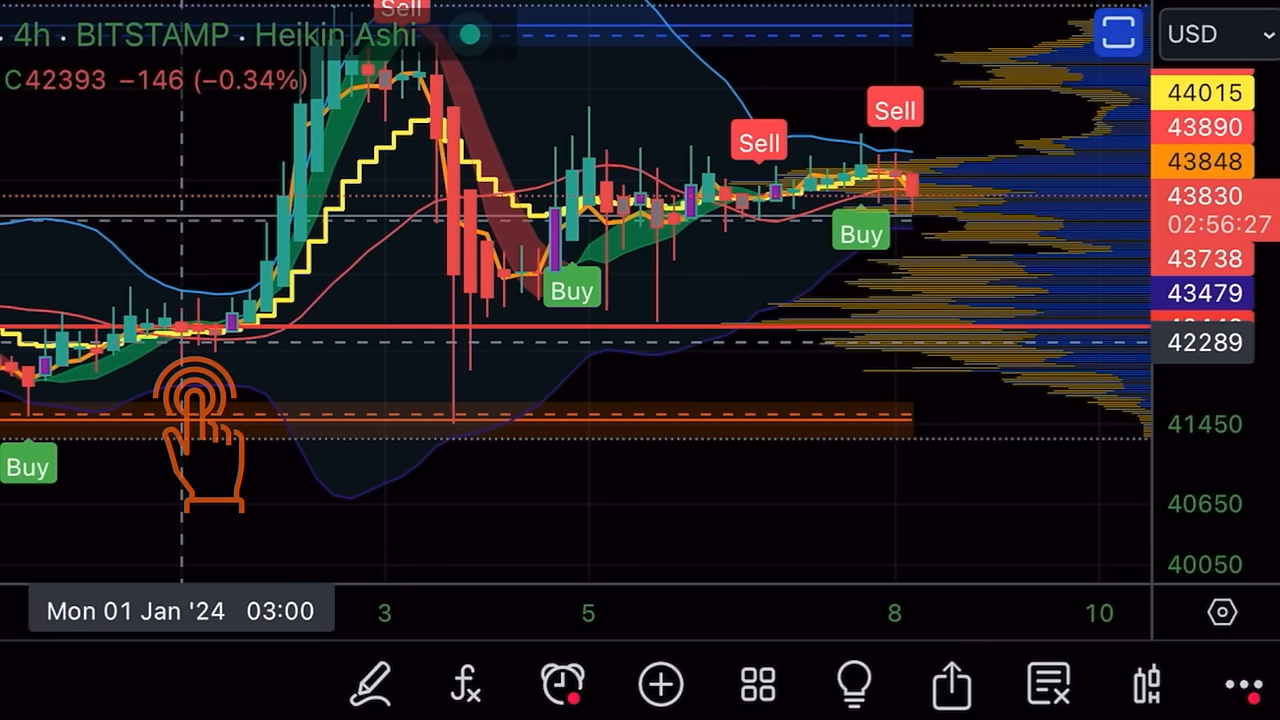 Sell
· 4h · BITSTAMP · Heikin Ashi
USD
C42393 −146 (−0.34%)
44015
Sell
43890
Sell
43848
43830
02:56:27
Buy
43738
Buy
43479
42289
41450
Buy
40650
40050
Mon 01 Jan '24 03:00
3
5
8
10
fx